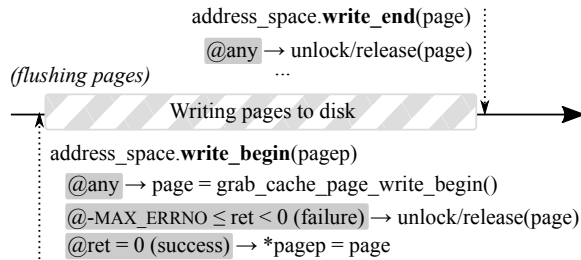 address_space.write_end(page)
@any → unlock/release(page)
...
(flushing pages)
Writing pages to disk
address_space.write_begin(pagep)
@any → page = grab_cache_page_write_begin()
@-MAX_ERRNO ≤ ret < 0 (failure) → unlock/release(page)
@ret = 0 (success) → *pagep = page